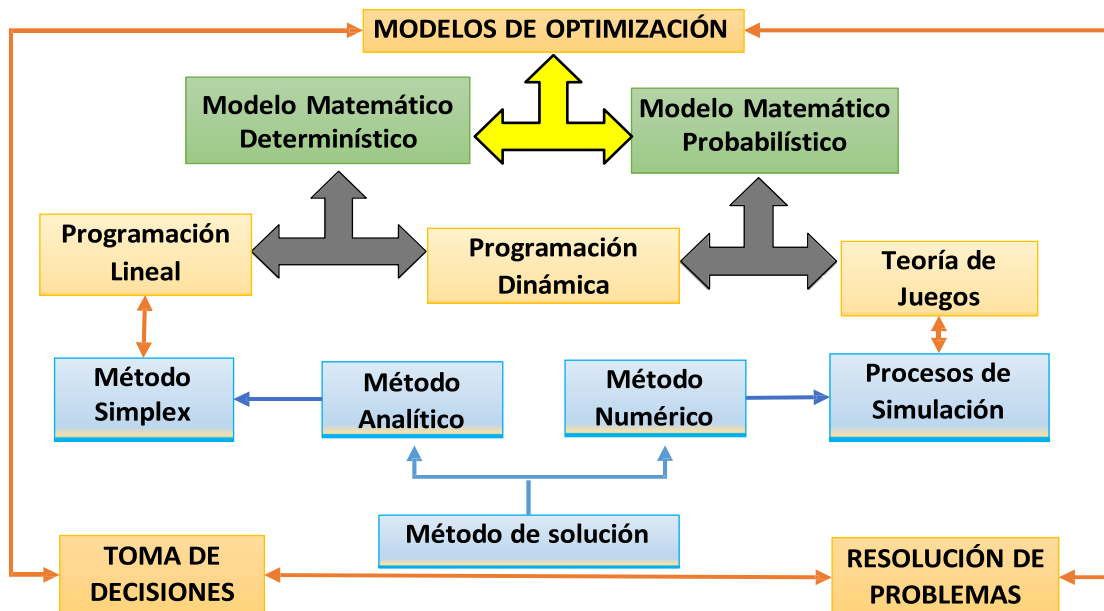 MODELOS DE OPTIMIZACIÓN
Modelo Matemático
Determinístico
Modelo Matemático
Probabilístico
Programación
Lineal
Programación
Dinámica
Teoría de
Juegos
Método
Simplex
Método
Analítico
Método
Numérico
Procesos de
Simulación
Método de solución
TOMA DE
DECISIONES
RESOLUCIÓN DE
PROBLEMAS